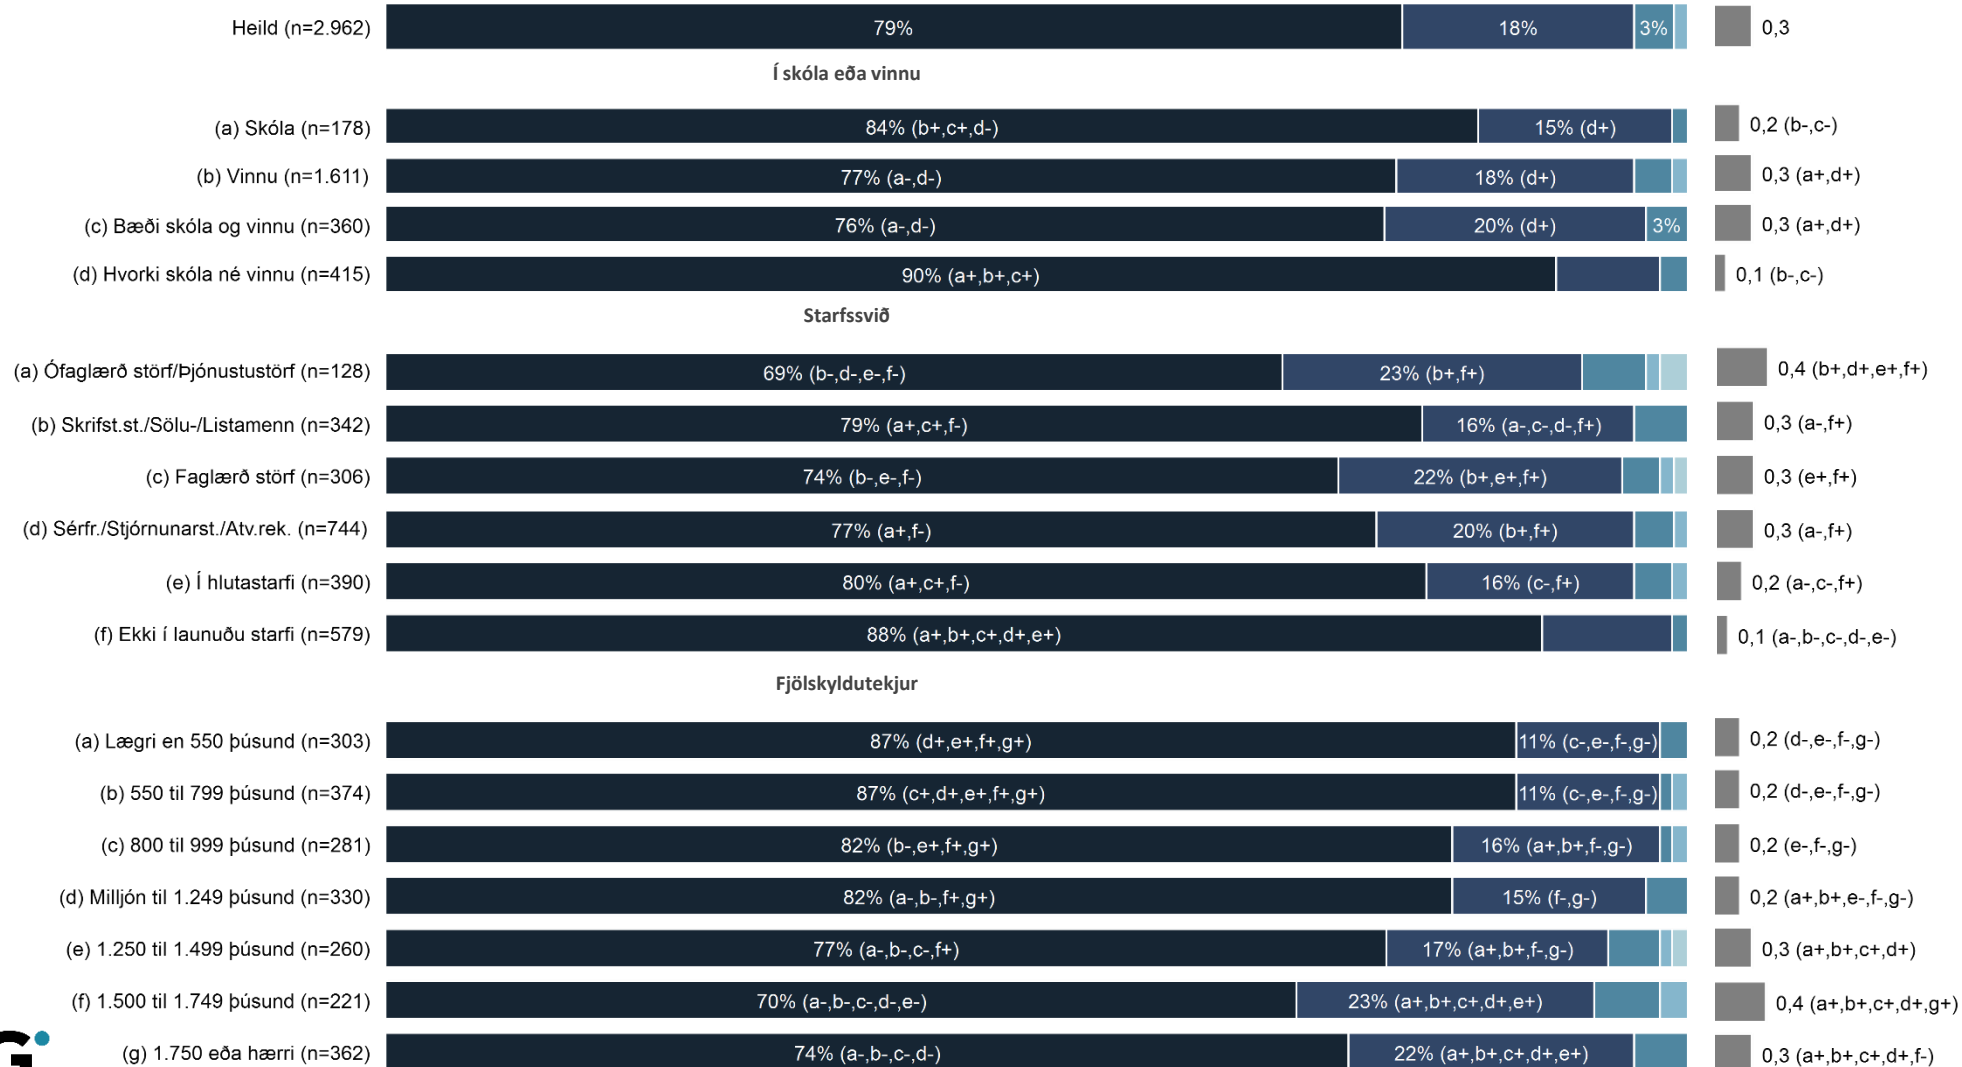 Heild (n=2.962) 79% 18% 3% 0,3
Í skóla eða vinnu
(a) Skóla (n=178) 84% (b+,c+,d-) 15% (d+) 0,2 (b-,c-)
(b) Vinnu (n=1.611) 77% (a-,d-) 18% (d+) 0,3 (a+,d+)
(c) Bæði skóla og vinnu (n=360) 76% (a-,d-) 20% (d+) 3% 0,3 (a+,d+)
(d) Hvorki skóla né vinnu (n=415) 90% (a+,b+,c+) 0,1 (b-,c-)
Starfssvið
(a) Ófaglærð störf/Þjónustustörf (n=128) 69% (b-,d-,e-,f-) 23% (b+,f+) 0,4 (b+,d+,e+,f+)
(b) Skrifst.st./Sölu-/Listamenn (n=342) 79% (a+,c+,f-) 16% (a-,c-,d-,f+) 0,3 (a-,f+)
(c) Faglærð störf (n=306) 74% (b-,e-,f-) 22% (b+,e+,f+) 0,3 (e+,f+)
(d) Sérfr./Stjórnunarst./Atv.rek. (n=744) 77% (a+,f-) 20% (b+,f+) 0,3 (a-,f+)
(e) Í hlutastarfi (n=390) 80% (a+,c+,f-) 16% (c-,f+) 0,2 (a-,c-,f+)
(f) Ekki í launuðu starfi (n=579) 88% (a+,b+,c+,d+,e+) 0,1 (a-,b-,c-,d-,e-)
Fjölskyldutekjur
(a) Lægri en 550 þúsund (n=303) 87% (d+,e+,f+,g+) 11% (c-,e-,f-,g-) 0,2 (d-,e-,f-,g-)
(b) 550 til 799 þúsund (n=374) 87% (c+,d+,e+,f+,g+) 11% (c-,e-,f-,g-) 0,2 (d-,e-,f-,g-)
(c) 800 til 999 þúsund (n=281) 82% (b-,e+,f+,g+) 16% (a+,b+,f-,g-) 0,2 (e-,f-,g-)
(d) Milljón til 1.249 þúsund (n=330) 82% (a-,b-,f+,g+) 15% (f-,g-) 0,2 (a+,b+,e-,f-,g-)
(e) 1.250 til 1.499 þúsund (n=260) 77% (a-,b-,c-,f+) 17% (a+,b+,f-,g-) 0,3 (a+,b+,c+,d+)
(f) 1.500 til 1.749 þúsund (n=221) 70% (a-,b-,c-,d-,e-) 23% (a+,b+,c+,d+,e+) 0,4 (a+,b+,c+,d+,g+)
(g) 1.750 eða hærri (n=362) 74% (a-,b-,c-,d-) 22% (a+,b+,c+,d+,e+) 0,3 (a+,b+,c+,d+,f-)